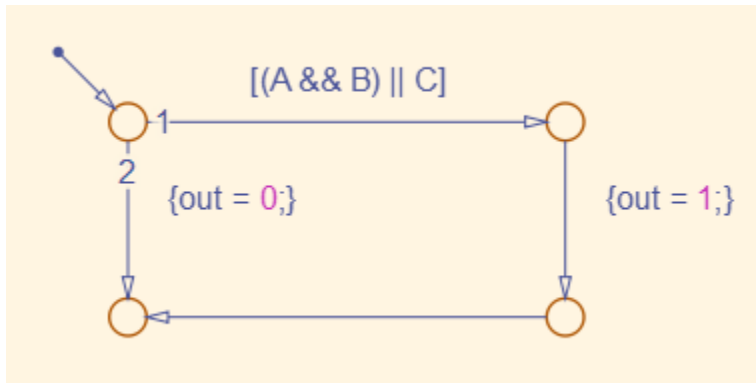 [(A && B) || C]
1
2
{out = 0;}
{out = 1;}